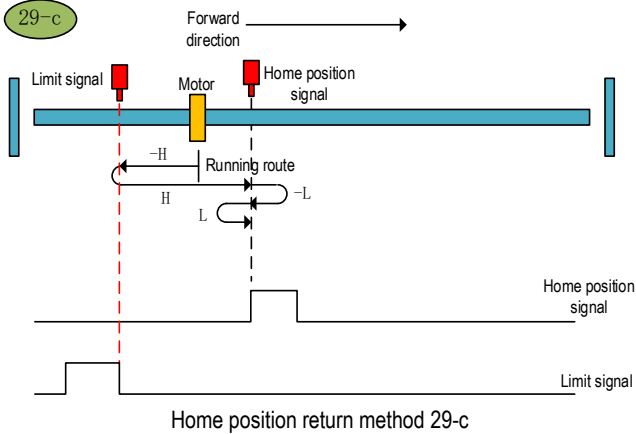 29-c
Forward
direction
Limit signal
Motor
Home position
signal
-H
Running route
H
-L
L
Home position
signal
Limit signal
Home position return method 29-c